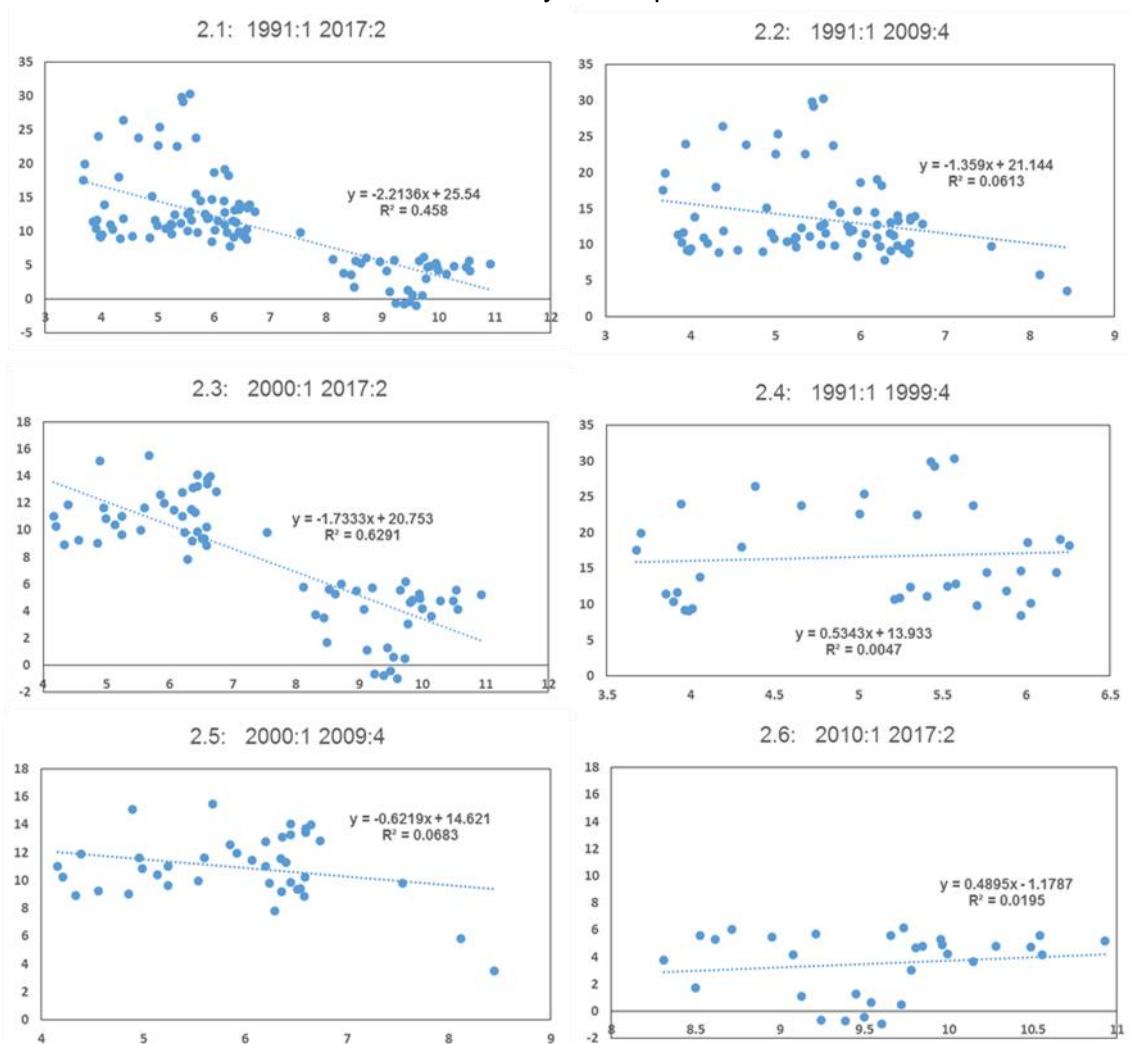 2.1: 1991:1 2017:2
35
30
25
20
15
10
5
0
-5
3 4 5 6 7 8 9 10 11 12
y = -2.2136x + 25.54
R² = 0.458
2.2: 1991:1 2009:4
35
30
25
20
15
10
5
0
3 4 5 6 7 8 9
y = -1.359x + 21.144
R² = 0.0613
2.3: 2000:1 2017:2
18
16
14
12
10
8
6
4
2
0
-2
4 5 6 7 8 9 10 11 12
y = -1.7333x + 20.753
R² = 0.6291
2.4: 1991:1 1999:4
35
30
25
20
15
10
5
0
3.5 4 4.5 5 5.5 6 6.5
y = 0.5343x + 13.933
R² = 0.0047
2.5: 2000:1 2009:4
18
16
14
12
10
8
6
4
2
0
4 5 6 7 8 9
y = -0.6219x + 14.621
R² = 0.0683
2.6: 2010:1 2017:2
18
16
14
12
10
8
6
4
2
0
-2
8 8.5 9 9.5 10 10.5 11
y = 0.4895x - 1.1787
R² = 0.0195